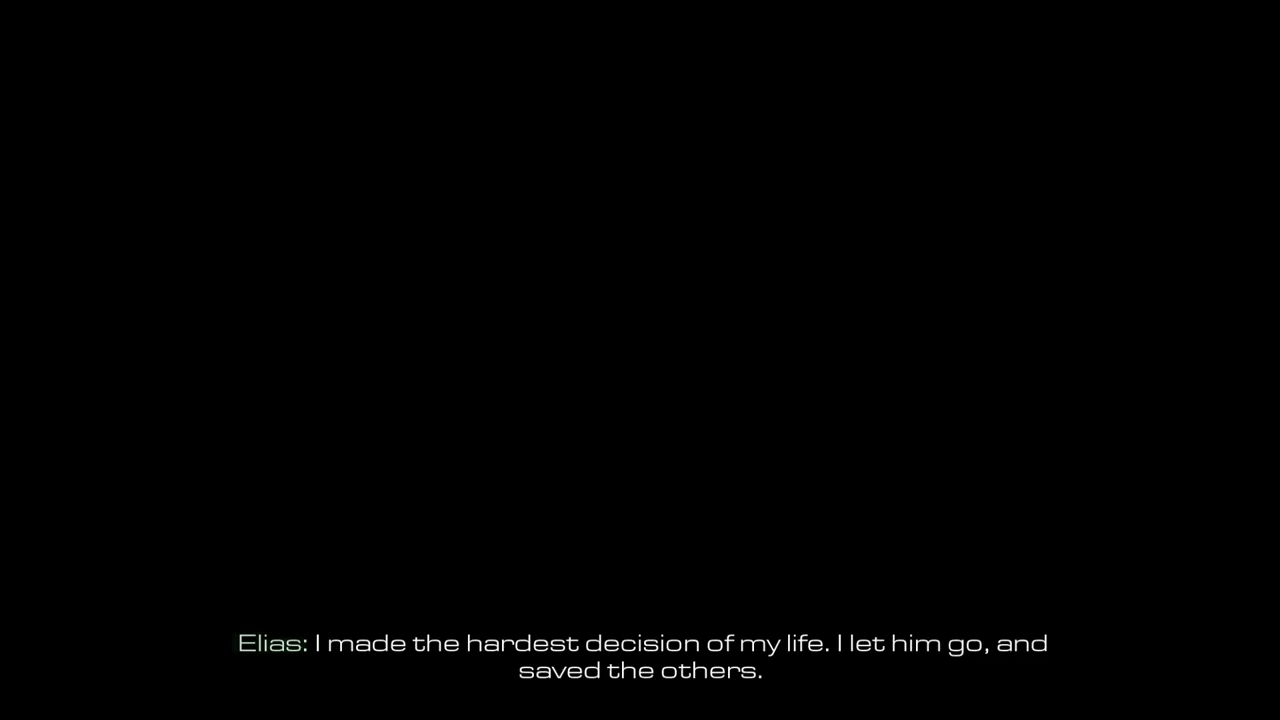 Elias: I made the hardest decision of my life. I let him go, and
saved the others.